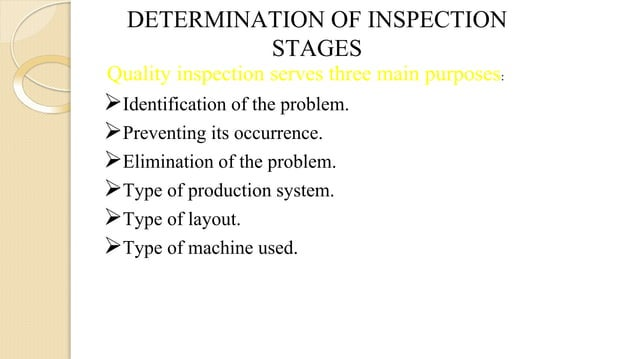 DETERMINATION OF INSPECTION
STAGES
Quality inspection serves three main purposes:
➢Identification of the problem.
➢Preventing its occurrence.
➢Elimination of the problem.
➢Type of production system.
➢Type of layout.
➢Type of machine used.